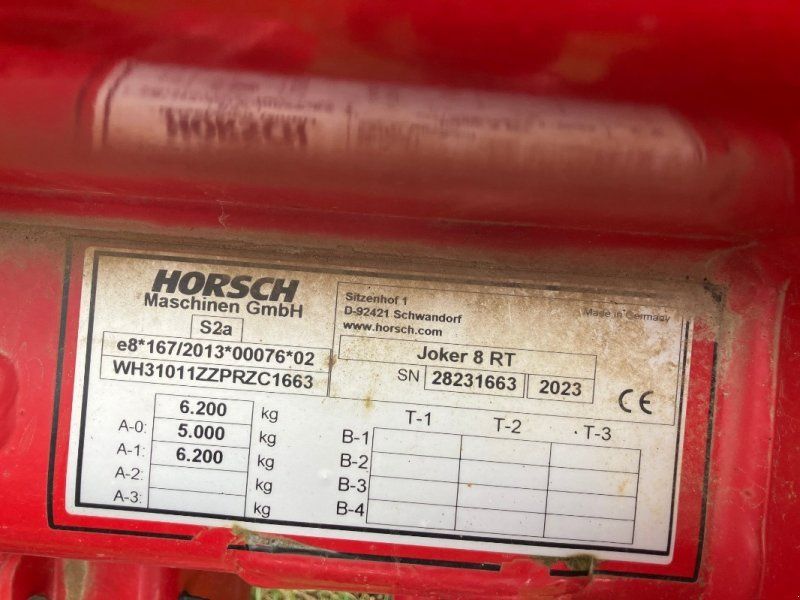 HORSCH
HORSCH
Maschinen GmbH
S2a
e8*167/2013*00076*02
WH31011ZZPRZC1663
Sitzenhof 1
D-92421 Schwandorf
www.horsch.com
Made in Germany
Joker 8 RT
SN 28231663 2023
CE
6.200 kg
A-0: 5.000 kg
A-1: 6.200 kg
A-2: kg
A-3: kg
T-1 T-2 T-3
B-1
B-2
B-3
B-4